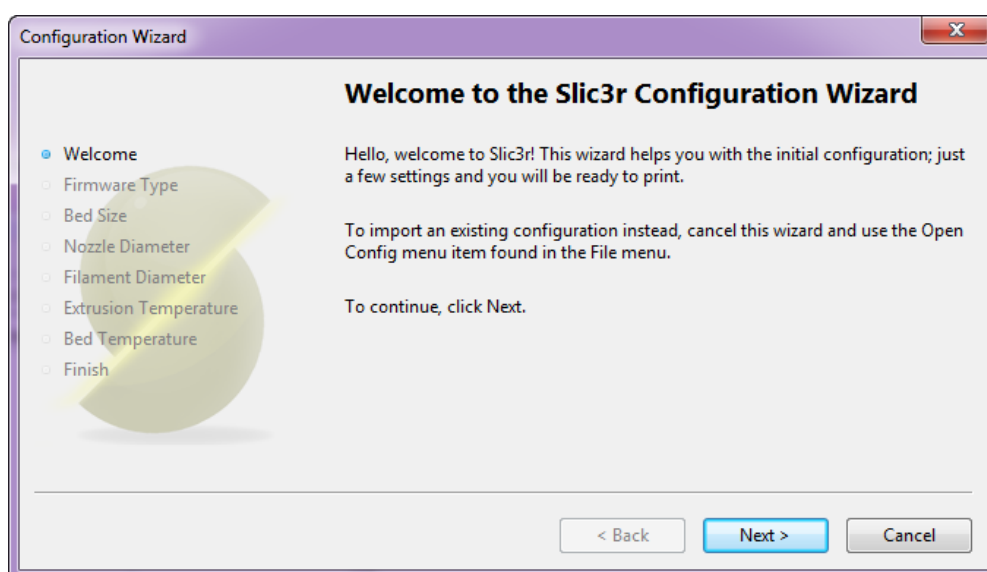 Configuration Wizard
Welcome to the Slic3r Configuration Wizard
Welcome
Firmware Type
Bed Size
Nozzle Diameter
Filament Diameter
Extrusion Temperature
Bed Temperature
Finish
Hello, welcome to Slic3r! This wizard helps you with the initial configuration; just
a few settings and you will be ready to print.
To import an existing configuration instead, cancel this wizard and use the Open
Config menu item found in the File menu.
To continue, click Next.
< Back
Next >
Cancel